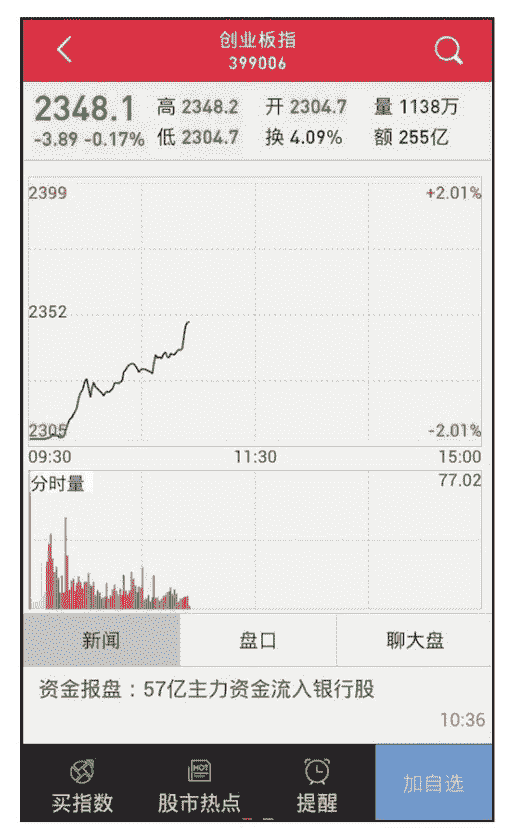 创业板指
399006
2348.1 高 2348.2 开 2304.7 量 1138万
-3.89 -0.17% 低 2304.7 换 4.09% 额 255亿
2399 +2.01%
2352
2305 -2.01%
09:30 11:30 15:00
分时量 77.02
新闻 盘口 聊大盘
资金报盘：57亿主力资金流入银行股
10:36
HOT
买指数 股市热点 提醒 加自选